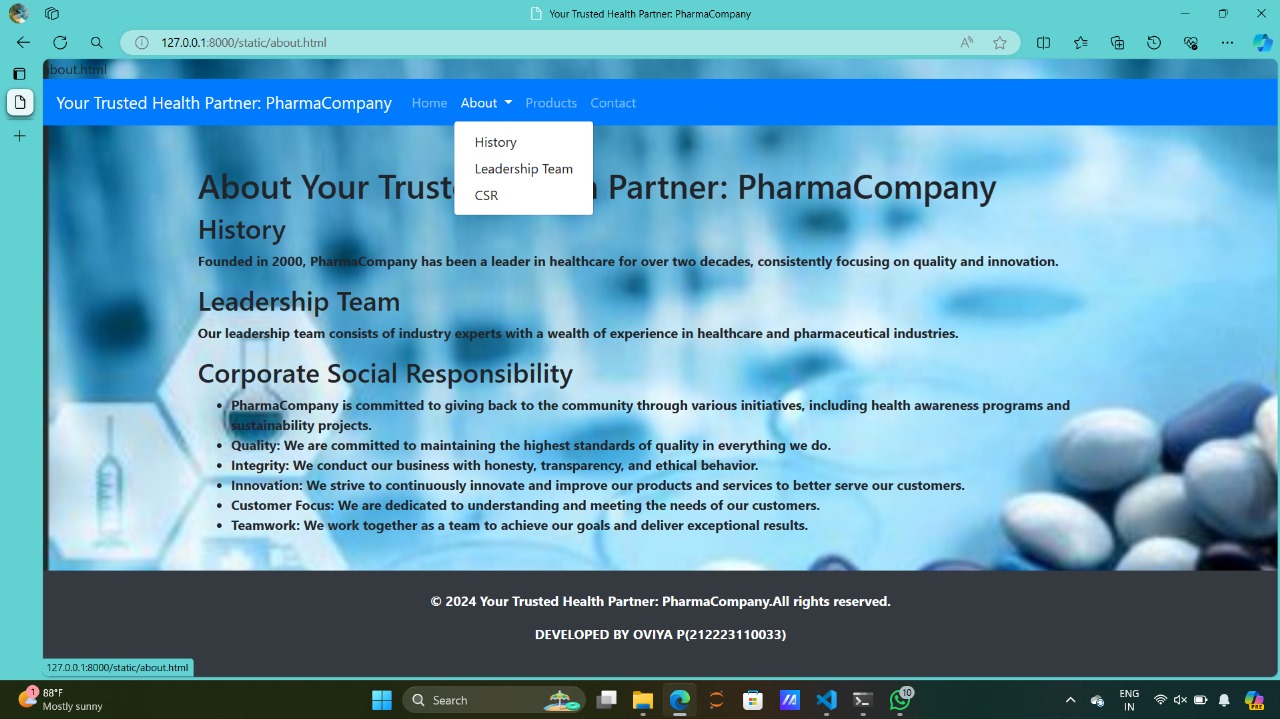 Your Trusted Health Partner: PharmaCompany
127.0.0.1:8000/static/about.html
about.html
Your Trusted Health Partner: PharmaCompany Home About Products Contact
History
Leadership Team
CSR
About Your Trust Partner: PharmaCompany
History
Founded in 2000, PharmaCompany has been a leader in healthcare for over two decades, consistently focusing on quality and innovation.
Leadership Team
Our leadership team consists of industry experts with a wealth of experience in healthcare and pharmaceutical industries.
Corporate Social Responsibility
• PharmaCompany is committed to giving back to the community through various initiatives, including health awareness programs and
sustainability projects.
• Quality: We are committed to maintaining the highest standards of quality in everything we do.
• Integrity: We conduct our business with honesty, transparency, and ethical behavior.
• Innovation: We strive to continuously innovate and improve our products and services to better serve our customers.
• Customer Focus: We are dedicated to understanding and meeting the needs of our customers.
• Teamwork: We work together as a team to achieve our goals and deliver exceptional results.
© 2024 Your Trusted Health Partner: PharmaCompany.All rights reserved.
DEVELOPED BY OVIYA P(212223110033)
127.0.0.1:8000/static/about.html
1
88°F
Mostly sunny
Search
10
ENG
IN
PRE